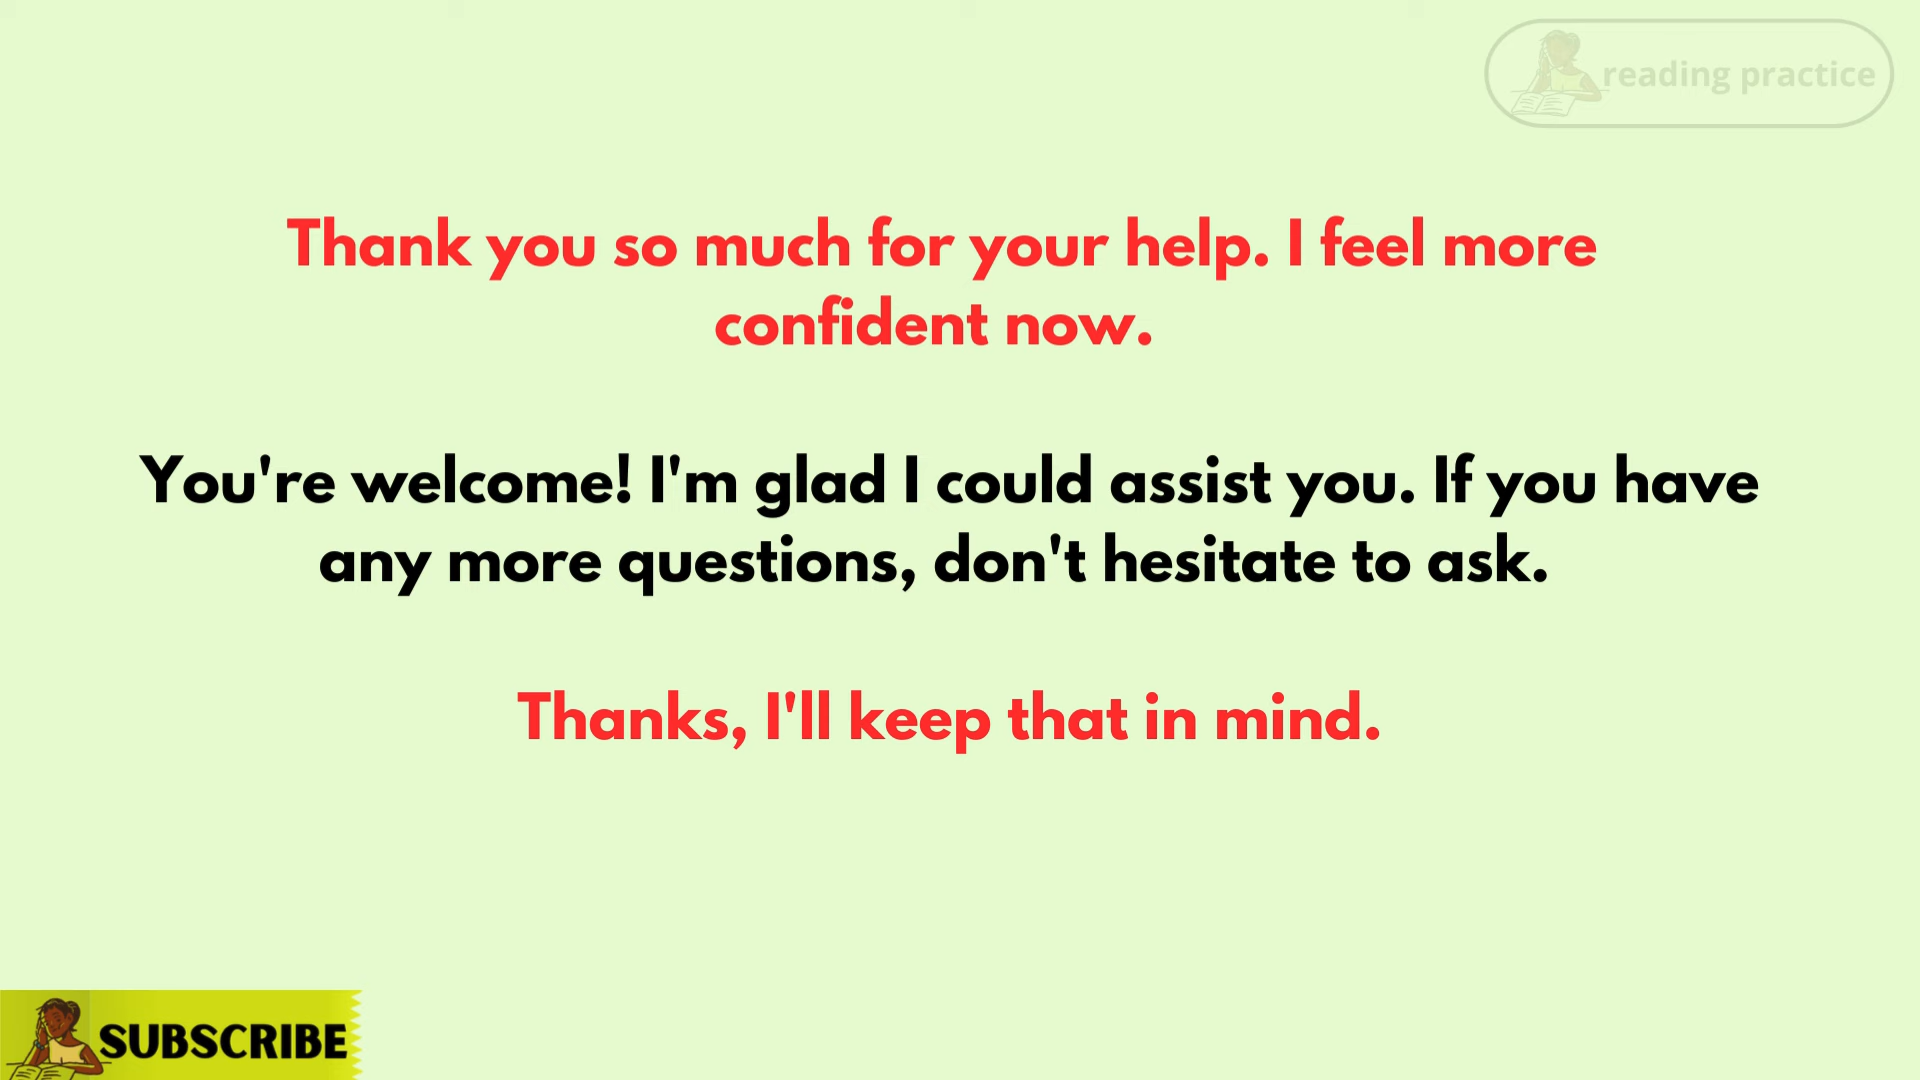 reading practice
Thank you so much for your help. I feel more
confident now.
You're welcome! I'm glad I could assist you. If you have
any more questions, don't hesitate to ask.
Thanks, I'll keep that in mind.
SUBSCRIBE